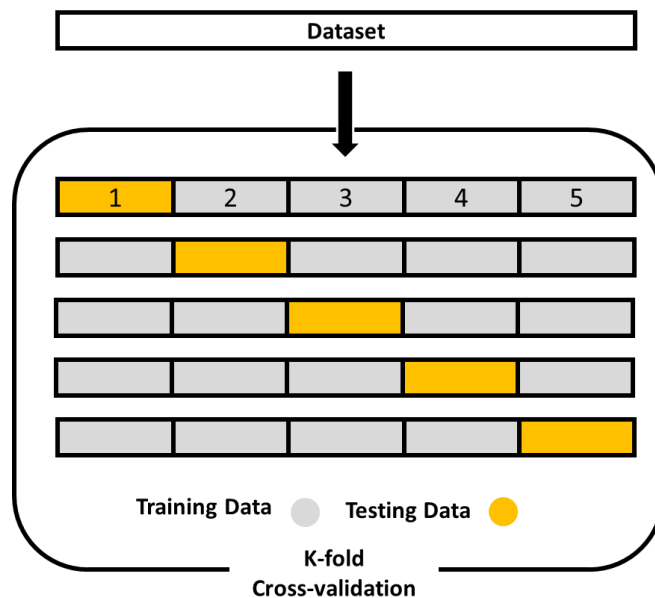 Dataset
1 2 3 4 5
Training Data Testing Data
K-fold
Cross-validation